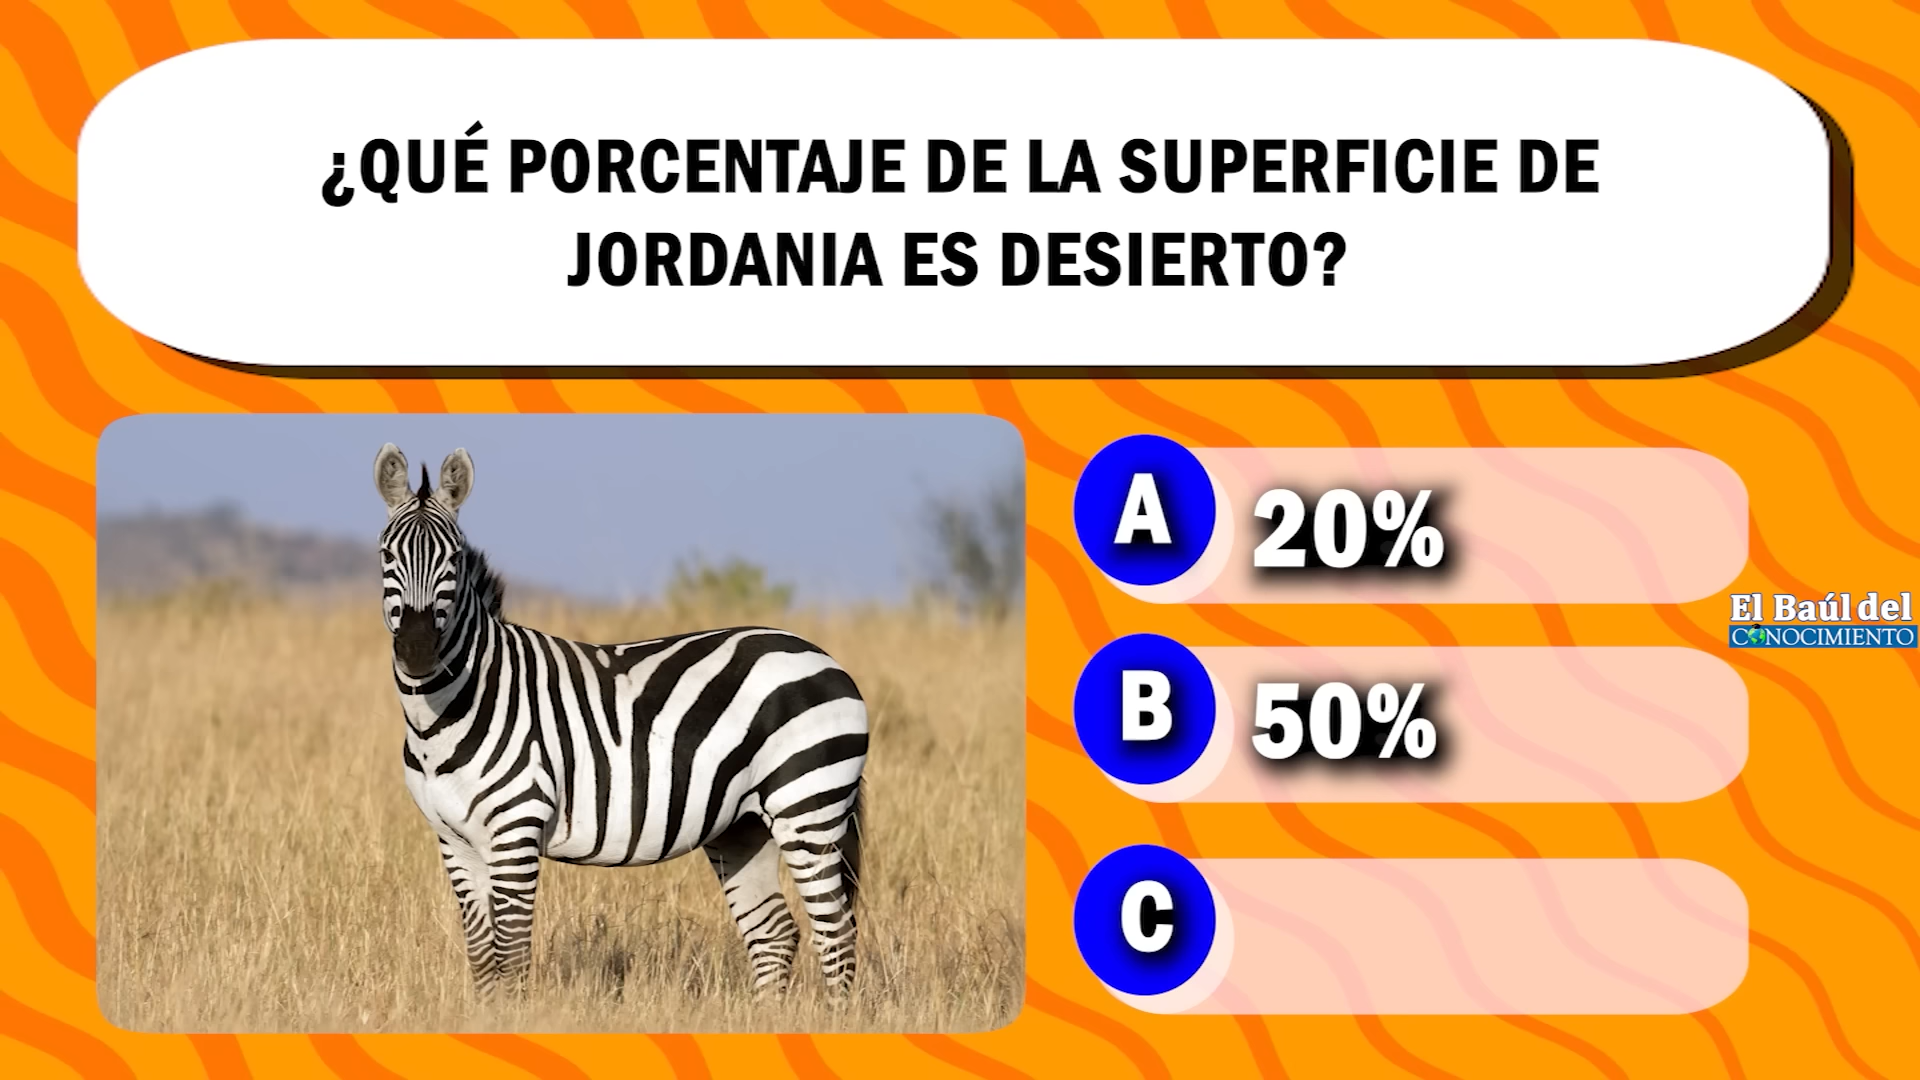 ¿QUÉ PORCENTAJE DE LA SUPERFICIE DE
JORDANIA ES DESIERTO?
A 20%
B 50%
C
El Baúl del
CONOCIMIENTO